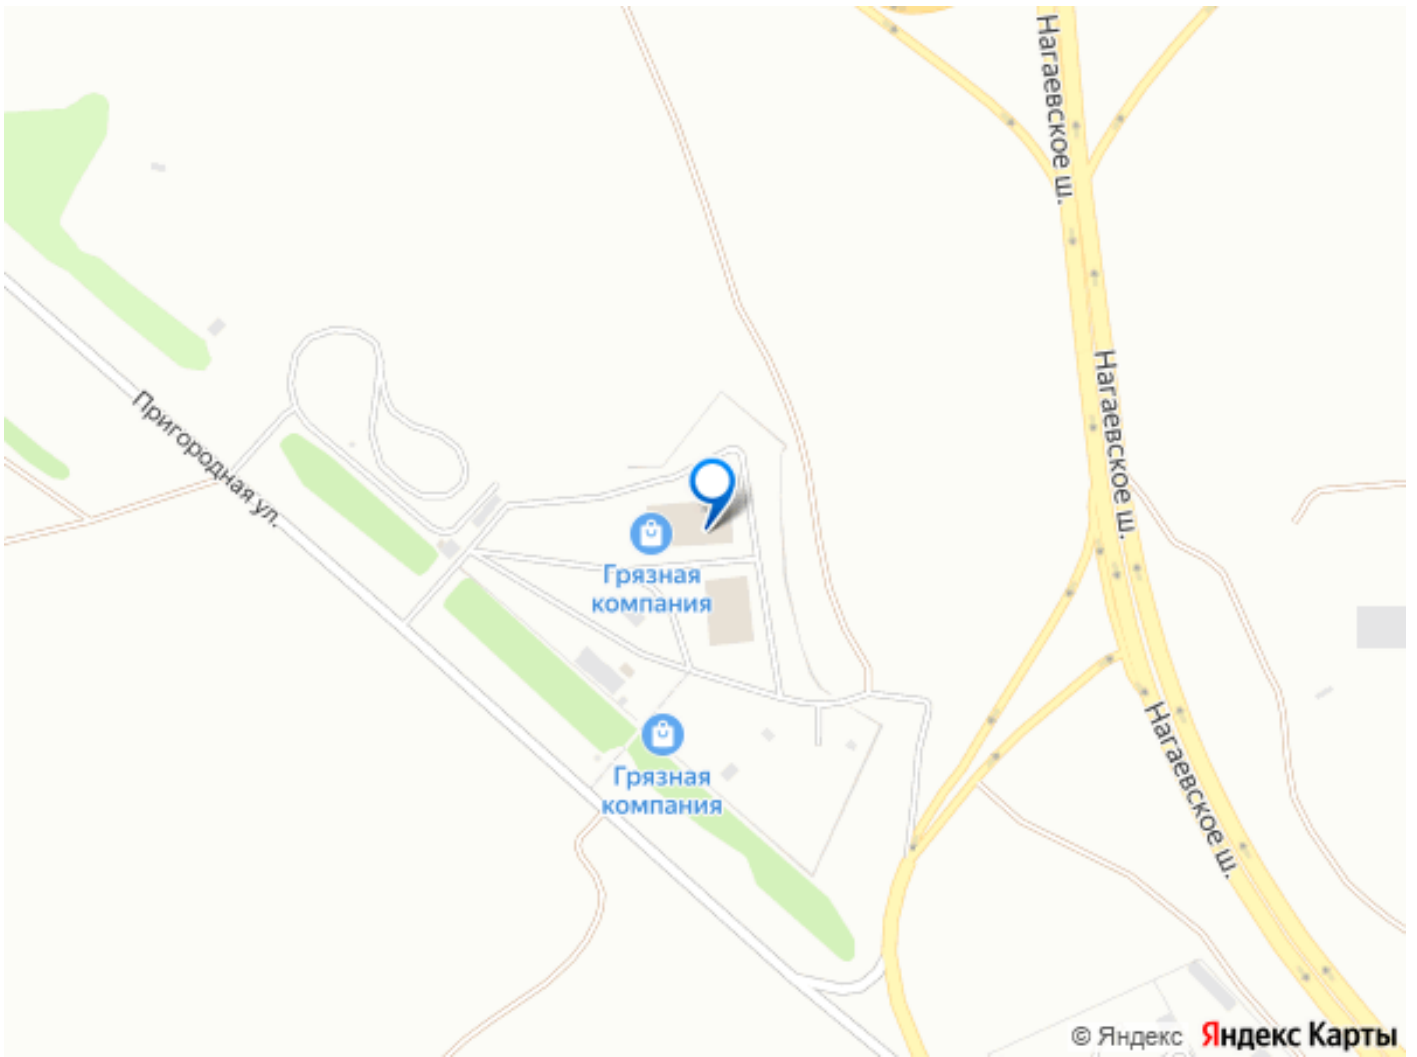 Нагаевское ш.
Нагаевское ш.
Пригородная ул.
Грязная
компания
Нагаевское ш.
Грязная
компания
© Яндекс Яндекс Карты